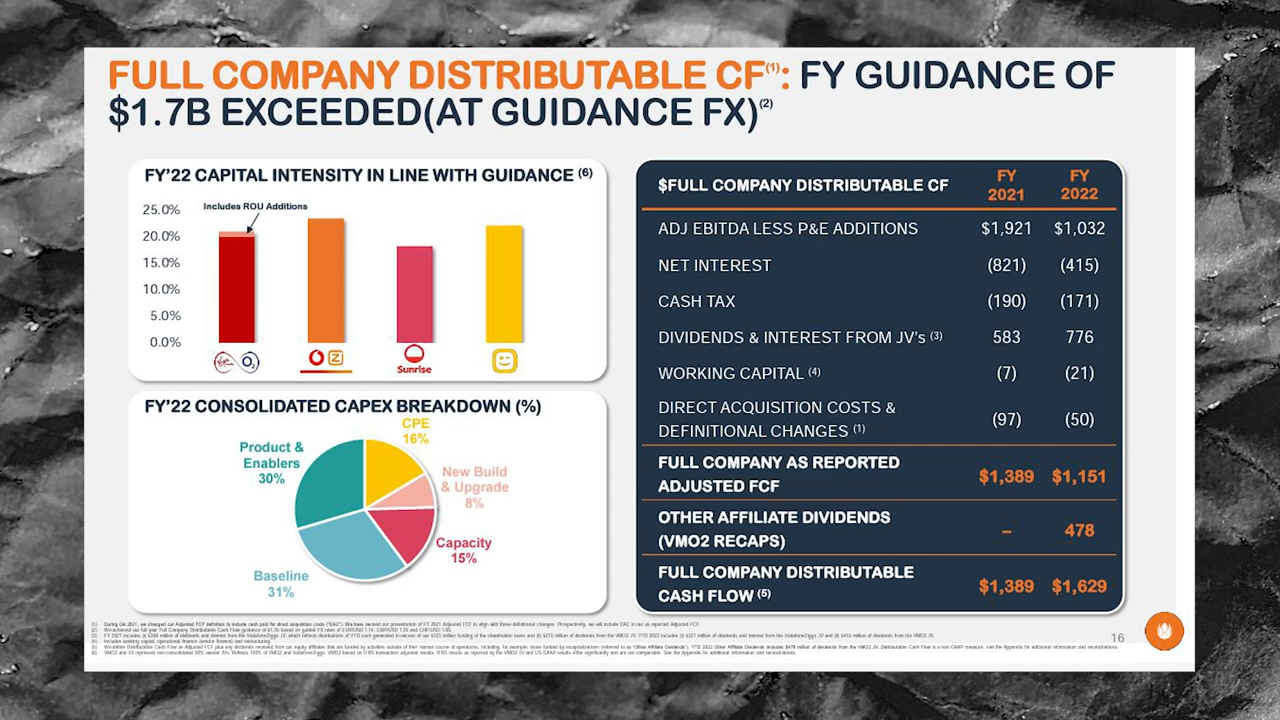 FULL COMPANY DISTRIBUTABLE CF(1): FY GUIDANCE OF
$1.7B EXCEEDED(AT GUIDANCE FX)(2)
FY'22 CAPITAL INTENSITY IN LINE WITH GUIDANCE (6)
Includes ROU Additions
25.0%
20.0%
15.0%
10.0%
5.0%
0.0%
O2
Z
Sunrise
FY'22 CONSOLIDATED CAPEX BREAKDOWN (%)
CPE
16%
New Build
& Upgrade
8%
Capacity
15%
Baseline
31%
Product &
Enablers
30%
$FULL COMPANY DISTRIBUTABLE CF FY 2021 FY 2022
ADJ EBITDA LESS P&E ADDITIONS $1,921 $1,032
NET INTEREST (821) (415)
CASH TAX (190) (171)
DIVIDENDS & INTEREST FROM JV's (3) 583 776
WORKING CAPITAL (4) (7) (21)
DIRECT ACQUISITION COSTS &
DEFINITIONAL CHANGES (1) (97) (50)
FULL COMPANY AS REPORTED
ADJUSTED FCF $1,389 $1,151
OTHER AFFILIATE DIVIDENDS
(VMO2 RECAPS) – 478
FULL COMPANY DISTRIBUTABLE
CASH FLOW (5) $1,389 $1,629
16